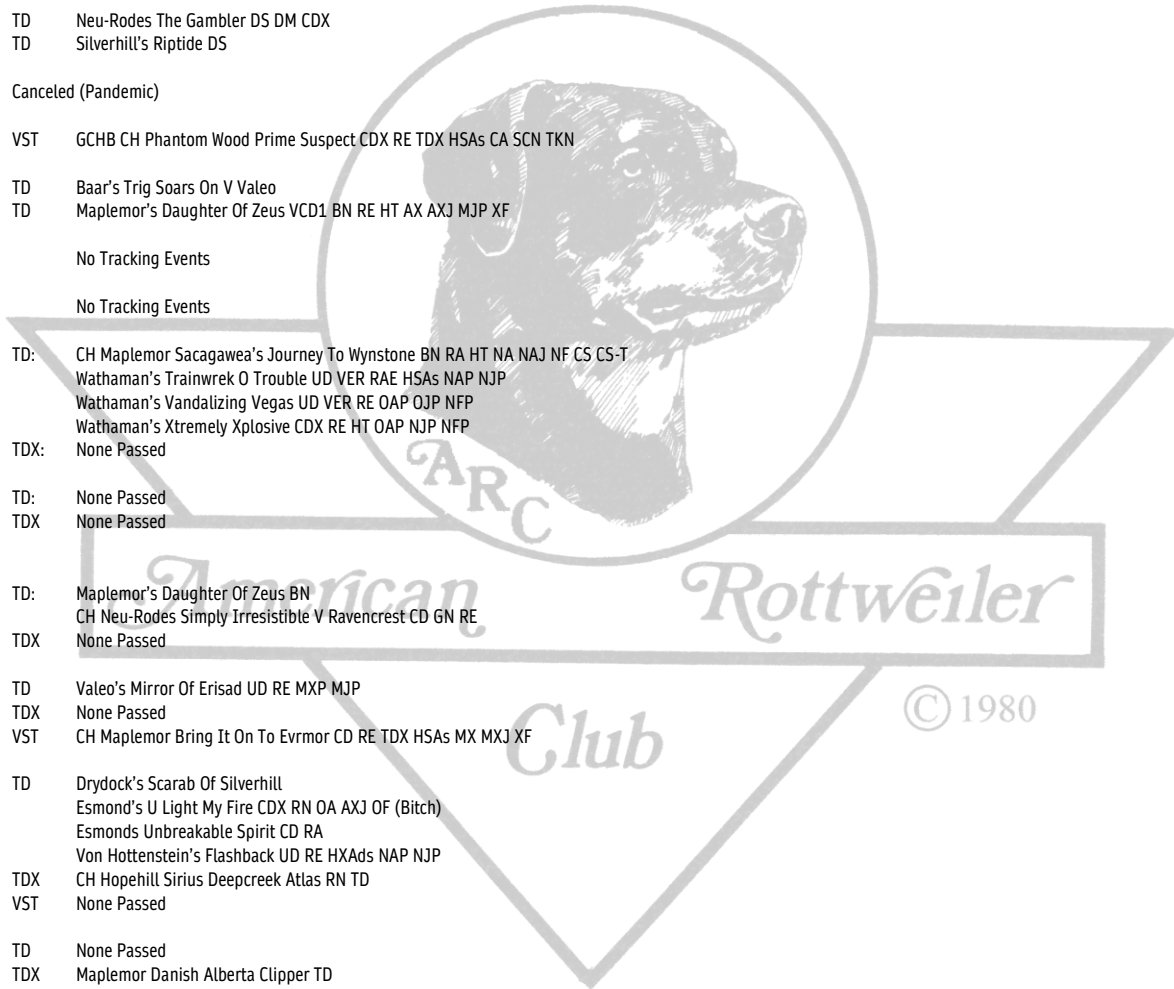 TD Neu-Rodes The Gambler DS DM CDX
TD Silverhill's Riptide DS
Canceled (Pandemic)
VST GCHB CH Phantom Wood Prime Suspect CDX RE TDX HSAs CA SCN TKN
TD Baar's Trig Soars On V Valeo
TD Maplemor's Daughter Of Zeus VCD1 BN RE HT AX AXJ MJP XF
No Tracking Events
No Tracking Events
TD: CH Maplemor Sacagawea's Journey To Wynstone BN RA HT NA NAJ NF CS CS-T
Wathaman's Trainwrek O Trouble UD VER RAE HSAs NAP NJP
Wathaman's Vandalizing Vegas UD VER RE OAP OJP NFP
Wathaman's Xtremely Xplosive CDX RE HT OAP NJP NFP
TDX: None Passed
TD: None Passed
TDX None Passed
TD: Maplemor's Daughter Of Zeus BN
CH Neu-Rodes Simply Irresistible V Ravencrest CD GN RE
TDX None Passed
TD Valeo's Mirror Of Erisad UD RE MXP MJP
TDX None Passed
VST CH Maplemor Bring It On To Evrmor CD RE TDX HSAs MX MXJ XF
TD Drydock's Scarab Of Silverhill
Esmond's U Light My Fire CDX RN OA AXJ OF (Bitch)
Esmonds Unbreakable Spirit CD RA
Von Hottenstein's Flashback UD RE HXAds NAP NJP
TDX CH Hopehill Sirius Deepcreek Atlas RN TD
VST None Passed
TD None Passed
TDX Maplemor Danish Alberta Clipper TD
ARC
American Rottweiler
Club
© 1980